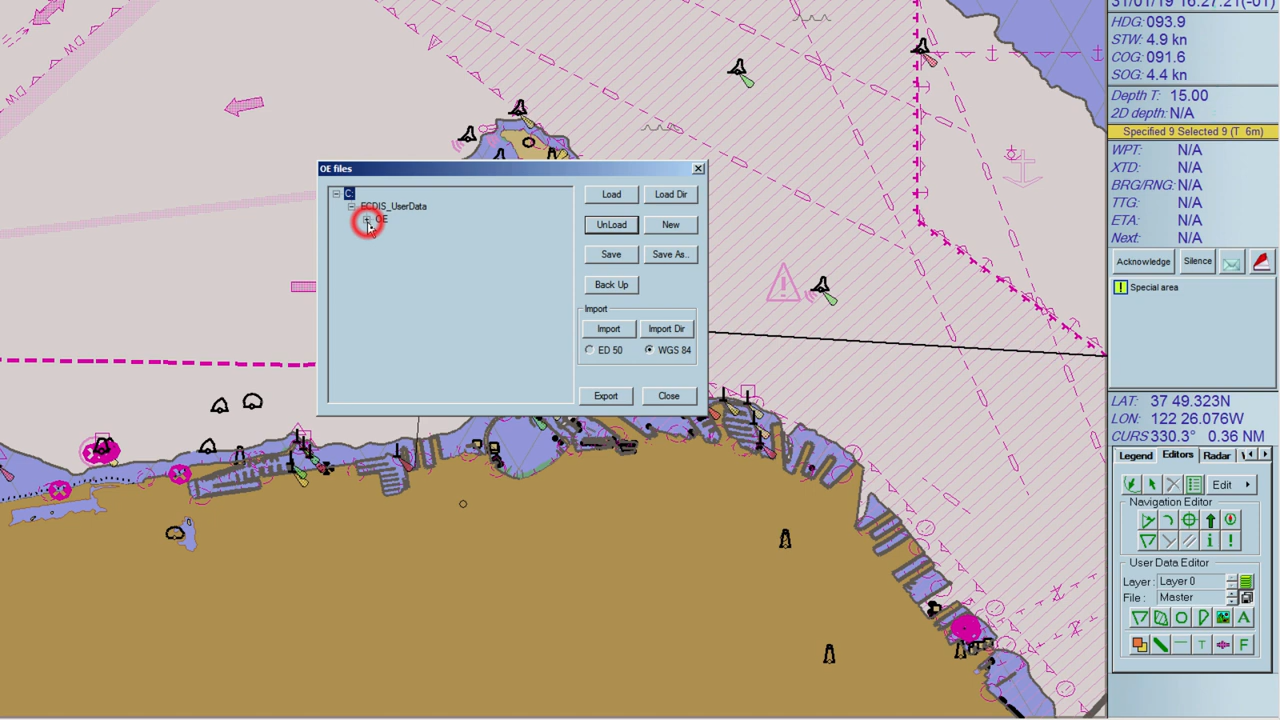 31/01/19 16:27:21(-01)
HDG: 093.9
STW: 4.9 kn
COG: 091.6
SOG: 4.4 kn
Depth T: 15.00
2D depth: N/A
Specified 9 Selected 9 (T 6m)
WPT: N/A
XTD: N/A
BRG/RNG: N/A
TTG: N/A
ETA: N/A
Next: N/A
Acknowledge Silence
! Special area
LAT: 37 49.323N
LON: 122 26.076W
CURS 330.3° 0.36 NM
Legend Editors Radar
Edit
Navigation Editor
User Data Editor
Layer: Layer 0
File: Master
A
T F
OE files
C:
ECDIS_UserData
OE
Load Load Dir
UnLoad New
Save Save As..
Back Up
Import
Import Import Dir
ED 50 WGS 84
Export Close
DW
DW